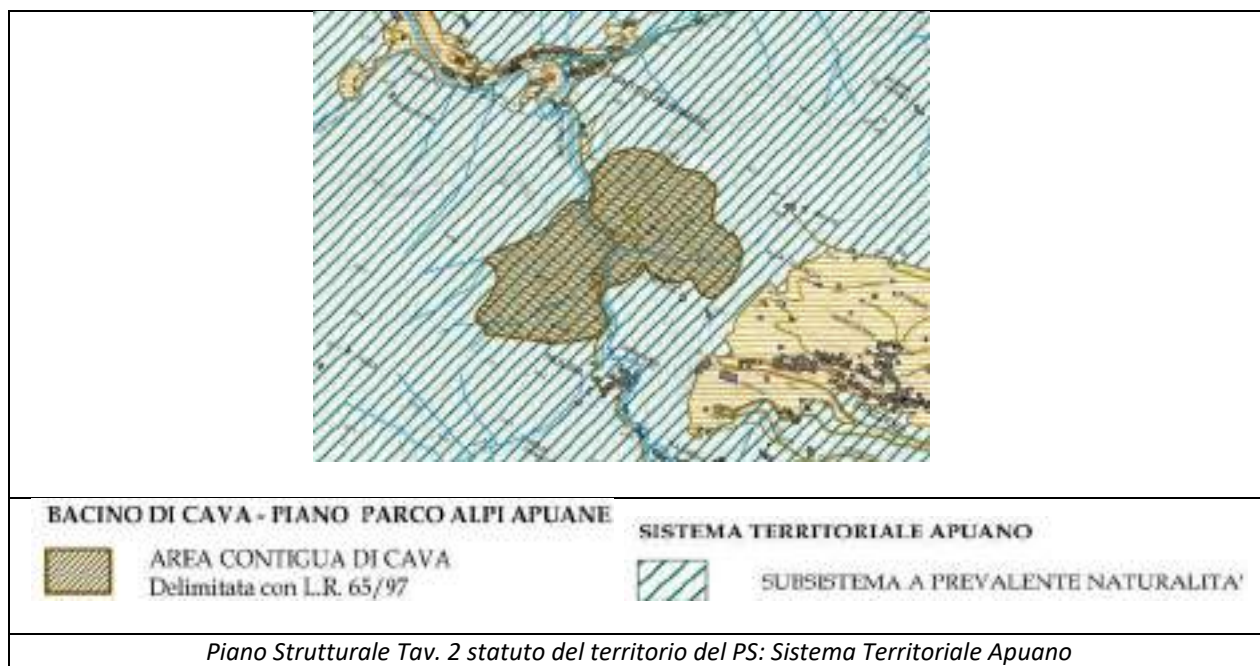 BACINO DI CAVA - PIANO PARCO ALPI APUANE
AREA CONTIGUA DI CAVA
Delimitata con L.R. 65/97
SISTEMA TERRITORIALE APUANO
SUBSISTEMA A PREVALENTE NATURALITA'
Piano Strutturale Tav. 2 statuto del territorio del PS: Sistema Territoriale Apuano